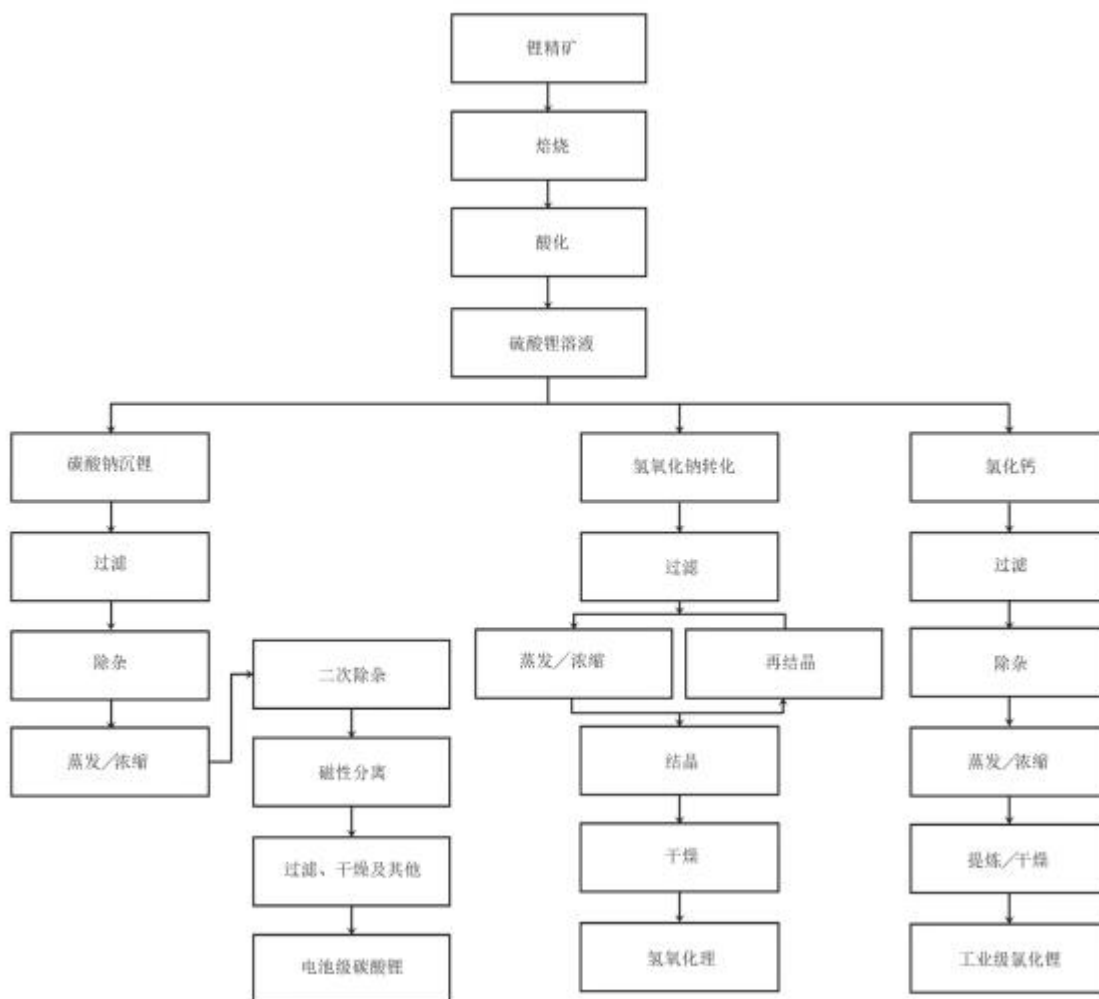 锂精矿
焙烧
酸化
硫酸锂溶液
碳酸钠沉锂
过滤
除杂
蒸发/浓缩
二次除杂
磁性分离
过滤、干燥及其他
电池级碳酸锂
氢氧化钠转化
过滤
蒸发/浓缩
再结晶
结晶
干燥
氢氧化理
氯化钙
过滤
除杂
蒸发/浓缩
提炼/干燥
工业级氯化锂